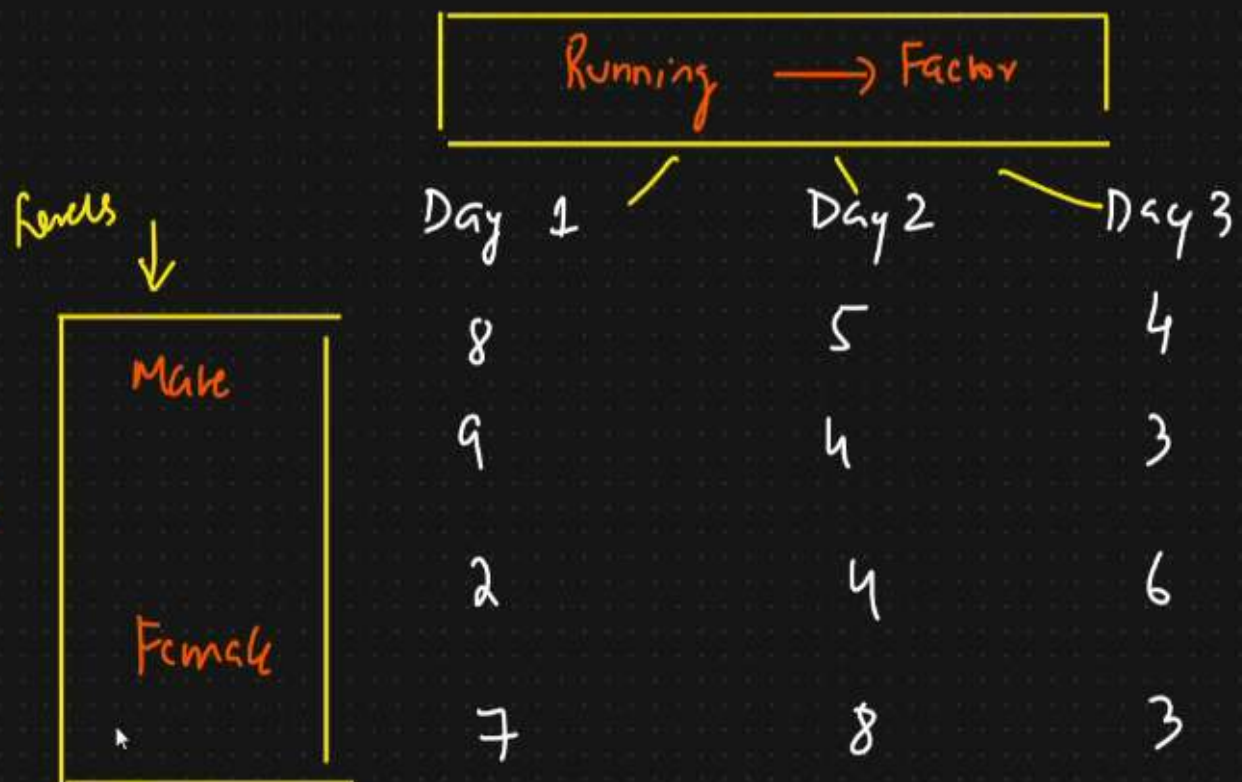 Running → Factor
Levels Day 1 Day 2 Day 3
8 5 4
Male
9 4 3
2 4 6
Female
7 8 3